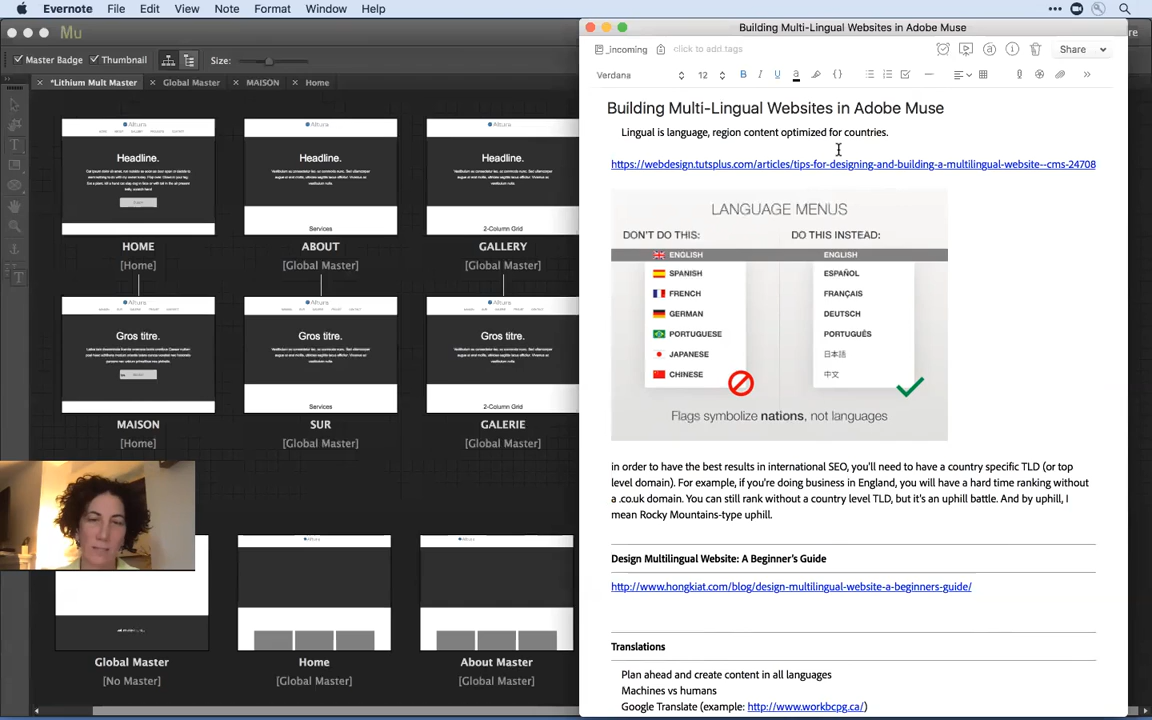 Evernote File Edit View Note Format Window Help
Mu
Building Multi-Lingual Websites in Adobe Muse
Master Badge Thumbnail Size:
_incoming click to add tags Share
*Lithium Mult Master Global Master MAISON Home
Verdana 12 B I U a
Altura
Altura
Altura
Headline.
Headline.
Headline.
Services
2-Column Grid
HOME
ABOUT
GALLERY
[Home]
[Global Master]
[Global Master]
Altura
Altura
Altura
Gros titre.
Gros titre.
Gros titre.
Services
2-Column Grid
MAISON
SUR
GALERIE
[Home]
[Global Master]
[Global Master]
Global Master
Home
About Master
[No Master]
[Global Master]
[Global Master]
Building Multi-Lingual Websites in Adobe Muse
Lingual is language, region content optimized for countries.
https://webdesign.tutsplus.com/articles/tips-for-designing-and-building-a-multilingual-website--cms-24708
LANGUAGE MENUS
DON'T DO THIS:
DO THIS INSTEAD:
ENGLISH
SPANISH
FRENCH
GERMAN
PORTUGUESE
JAPANESE
CHINESE
ENGLISH
ESPAÑOL
FRANÇAIS
DEUTSCH
PORTUGUÊS
日本語
中文
Flags symbolize nations, not languages
in order to have the best results in international SEO, you'll need to have a country specific TLD (or top
level domain). For example, if you're doing business in England, you will have a hard time ranking without
a .co.uk domain. You can still rank without a country level TLD, but it's an uphill battle. And by uphill, I
mean Rocky Mountains-type uphill.
Design Multilingual Website: A Beginner's Guide
http://www.hongkiat.com/blog/design-multilingual-website-a-beginners-guide/
Translations
Plan ahead and create content in all languages
Machines vs humans
Google Translate (example: http://www.workbcpg.ca/)